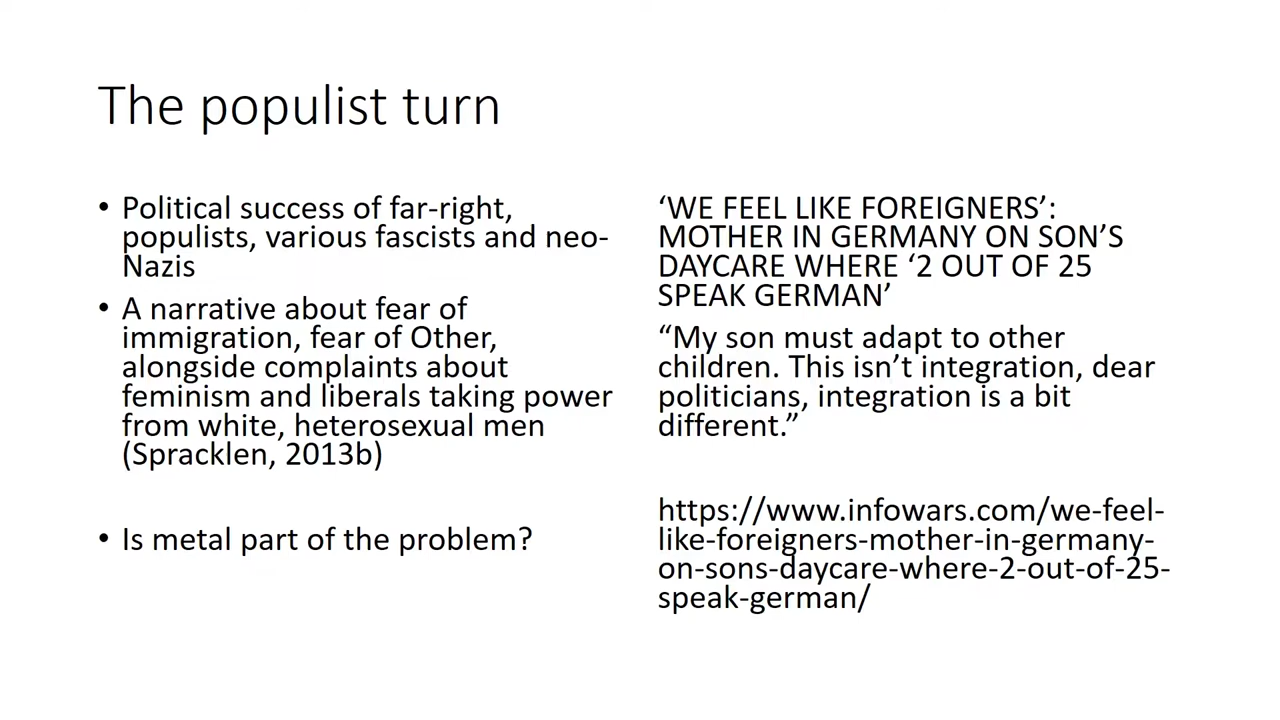 The populist turn
• Political success of far-right,
populists, various fascists and neo-
Nazis
• A narrative about fear of
immigration, fear of Other,
alongside complaints about
feminism and liberals taking power
from white, heterosexual men
(Spracklen, 2013b)
• Is metal part of the problem?
‘WE FEEL LIKE FOREIGNERS’:
MOTHER IN GERMANY ON SON’S
DAYCARE WHERE ‘2 OUT OF 25
SPEAK GERMAN’
“My son must adapt to other
children. This isn’t integration, dear
politicians, integration is a bit
different.”
https://www.infowars.com/we-feel-
like-foreigners-mother-in-germany-
on-sons-daycare-where-2-out-of-25-
speak-german/